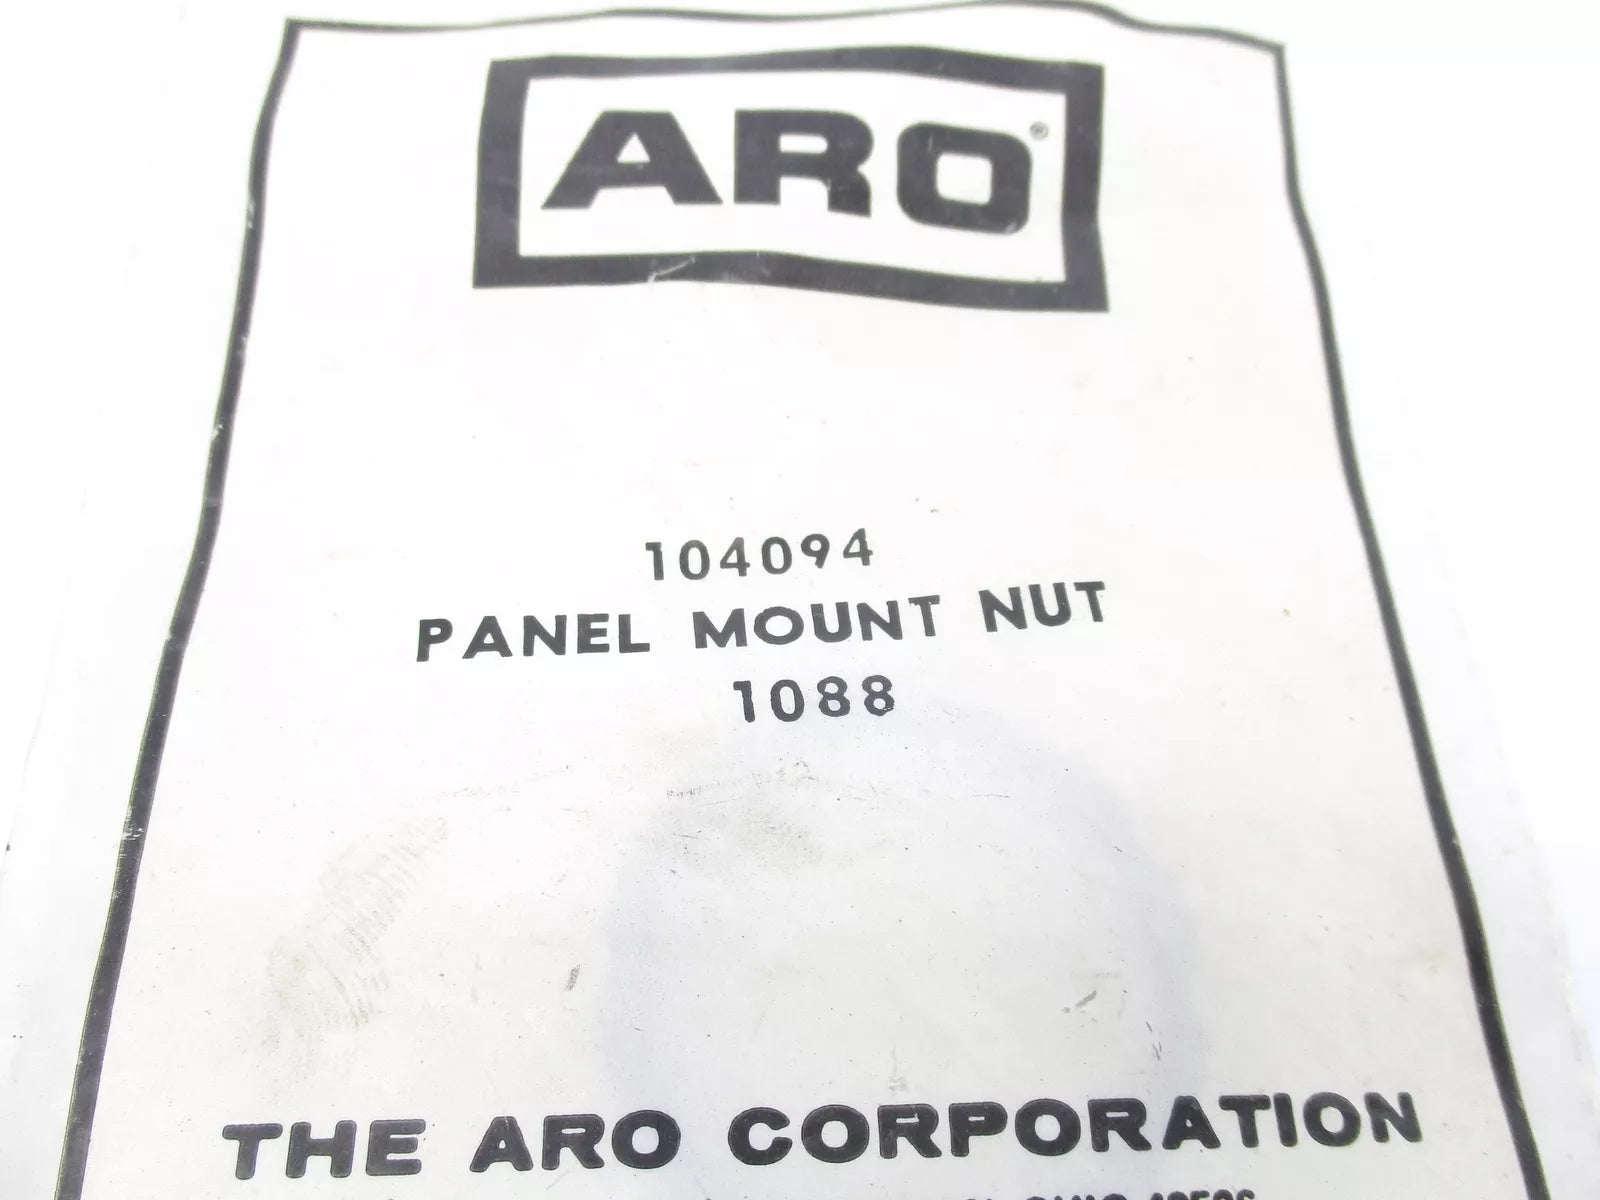 ARO®
104094
PANEL MOUNT NUT
1088
THE ARO CORPORATION